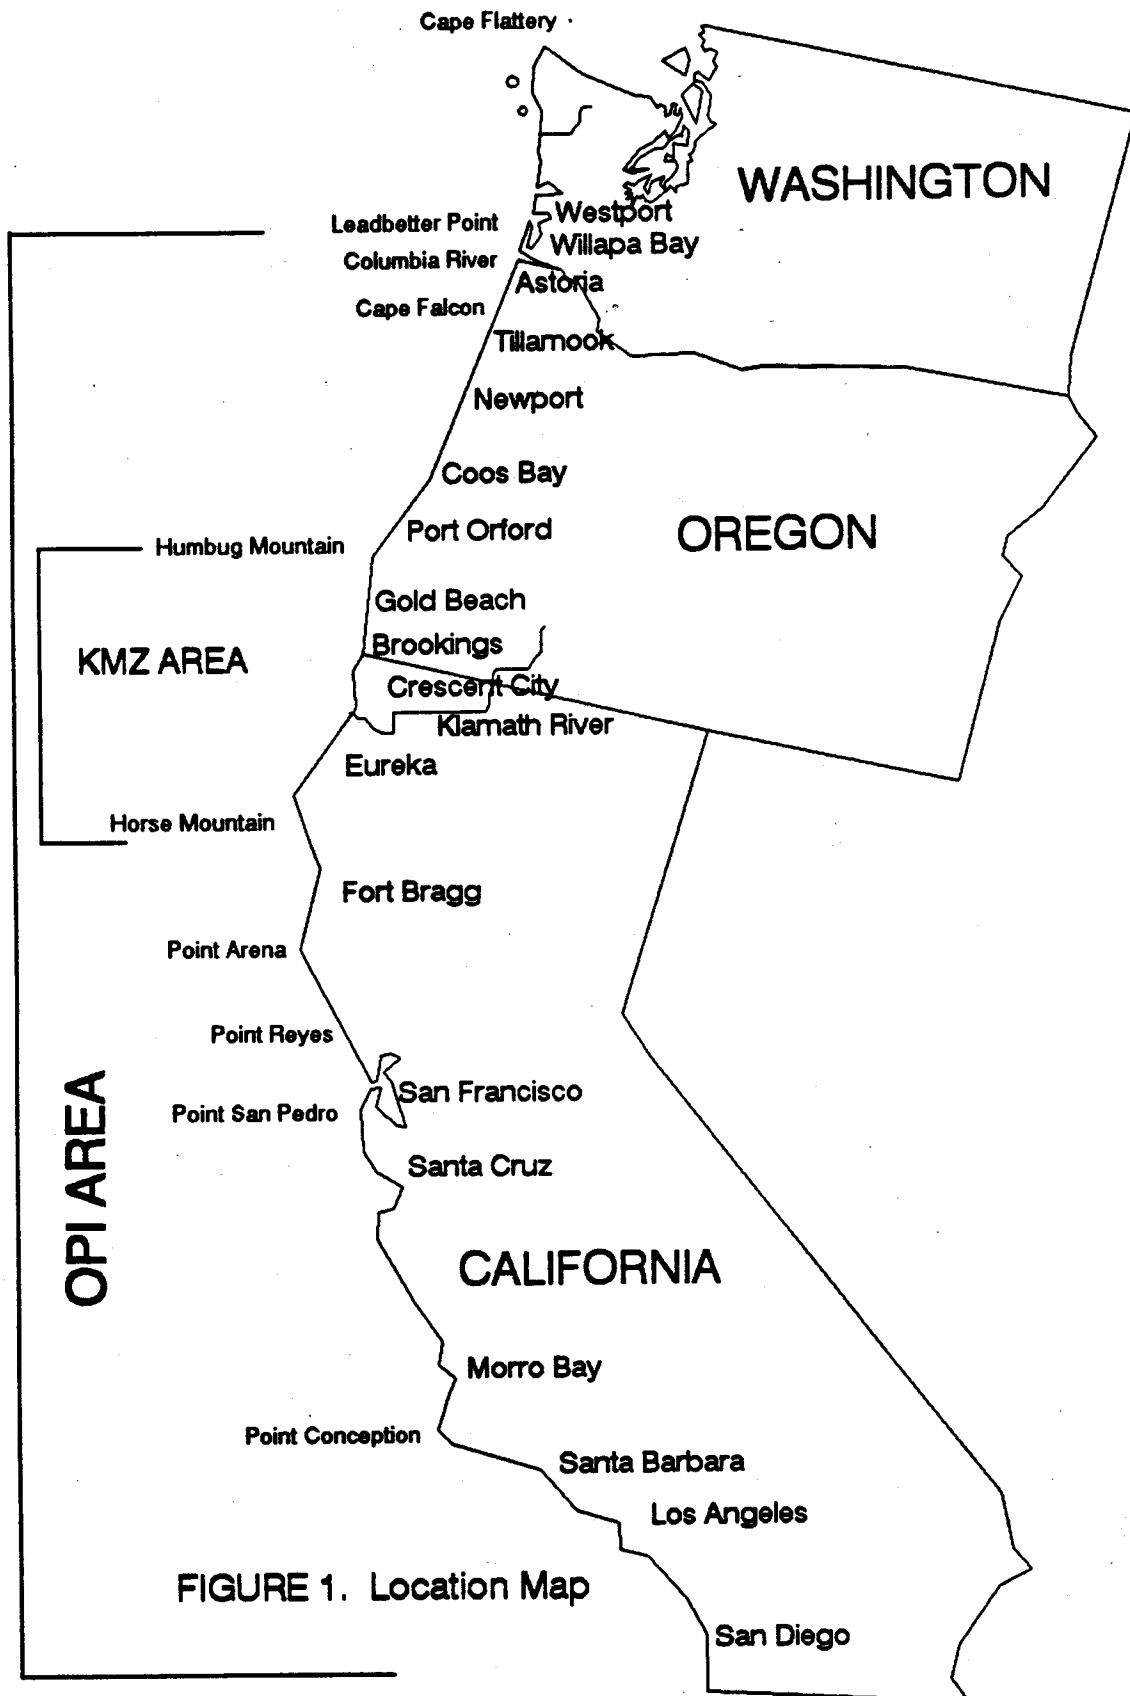 Cape Flattery
WASHINGTON
Westport
Leadbetter Point
Willapa Bay
Columbia River
Astoria
Cape Falcon
Tillamook
Newport
Coos Bay
Port Orford
OREGON
Humbug Mountain
Gold Beach
Brookings
KMZ AREA
Crescent City
Klamath River
Eureka
Horse Mountain
Fort Bragg
Point Arena
Point Reyes
San Francisco
Point San Pedro
OPI AREA
Santa Cruz
CALIFORNIA
Morro Bay
Point Conception
Santa Barbara
Los Angeles
FIGURE 1. Location Map
San Diego